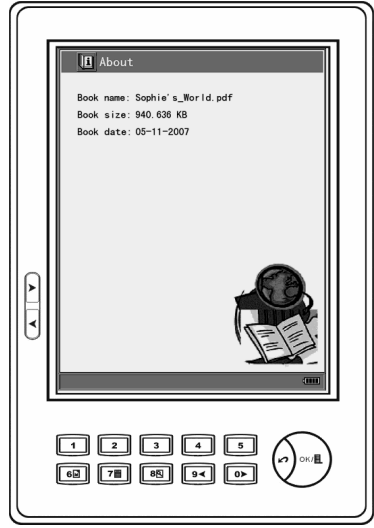 About
Book name: Sophie's_World.pdf
Book size: 940.636 KB
Book date: 05-11-2007
1 2 3 4 5
6 7 8 9 0
OK/